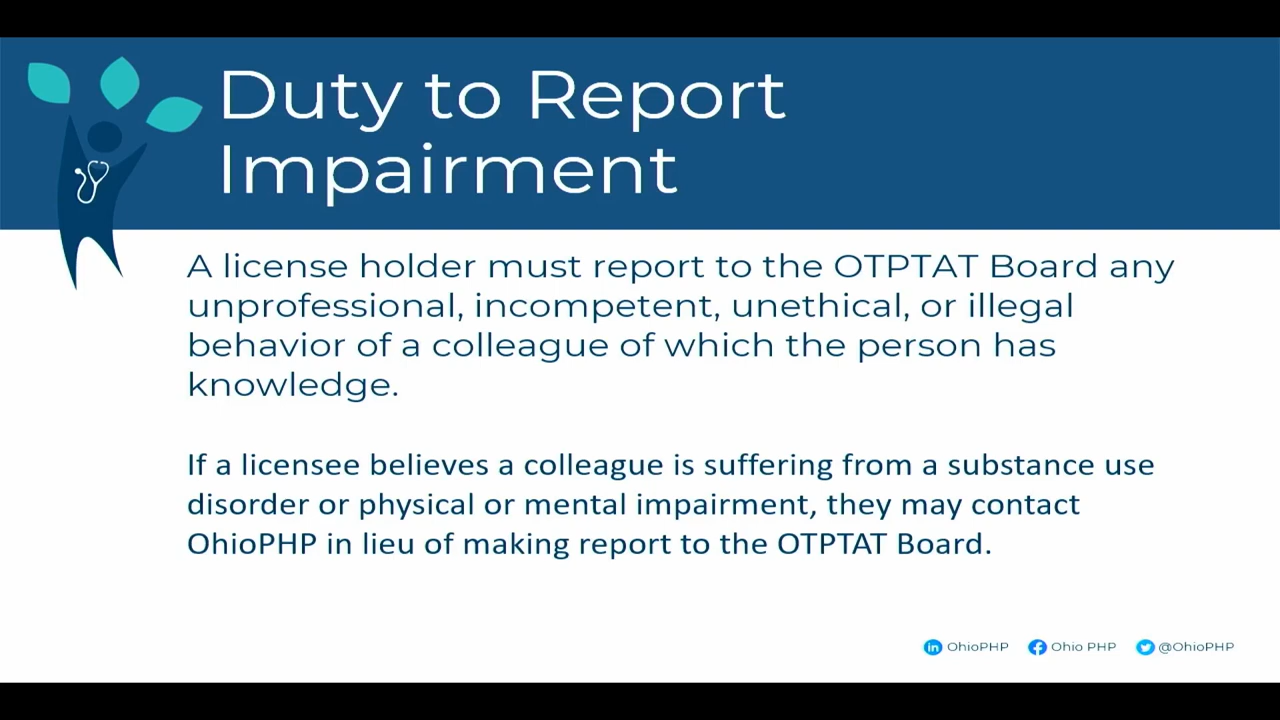 Duty to Report
Impairment
A license holder must report to the OTPTAT Board any
unprofessional, incompetent, unethical, or illegal
behavior of a colleague of which the person has
knowledge.
If a licensee believes a colleague is suffering from a substance use
disorder or physical or mental impairment, they may contact
OhioPHP in lieu of making report to the OTPTAT Board.
in OhioPHP f Ohio PHP @OhioPHP